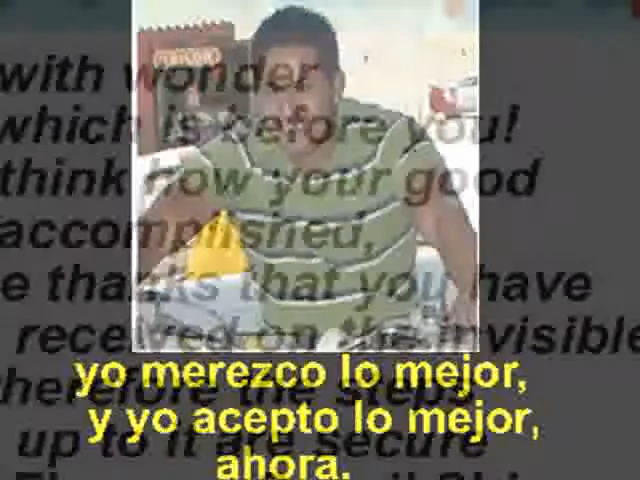 with wonder
which is before you!
think how your good
accomplished,
e thanks that you have
received on the invisible
therefore the steps
up to it are secure
yo merezco lo mejor,
y yo acepto lo mejor,
ahora.